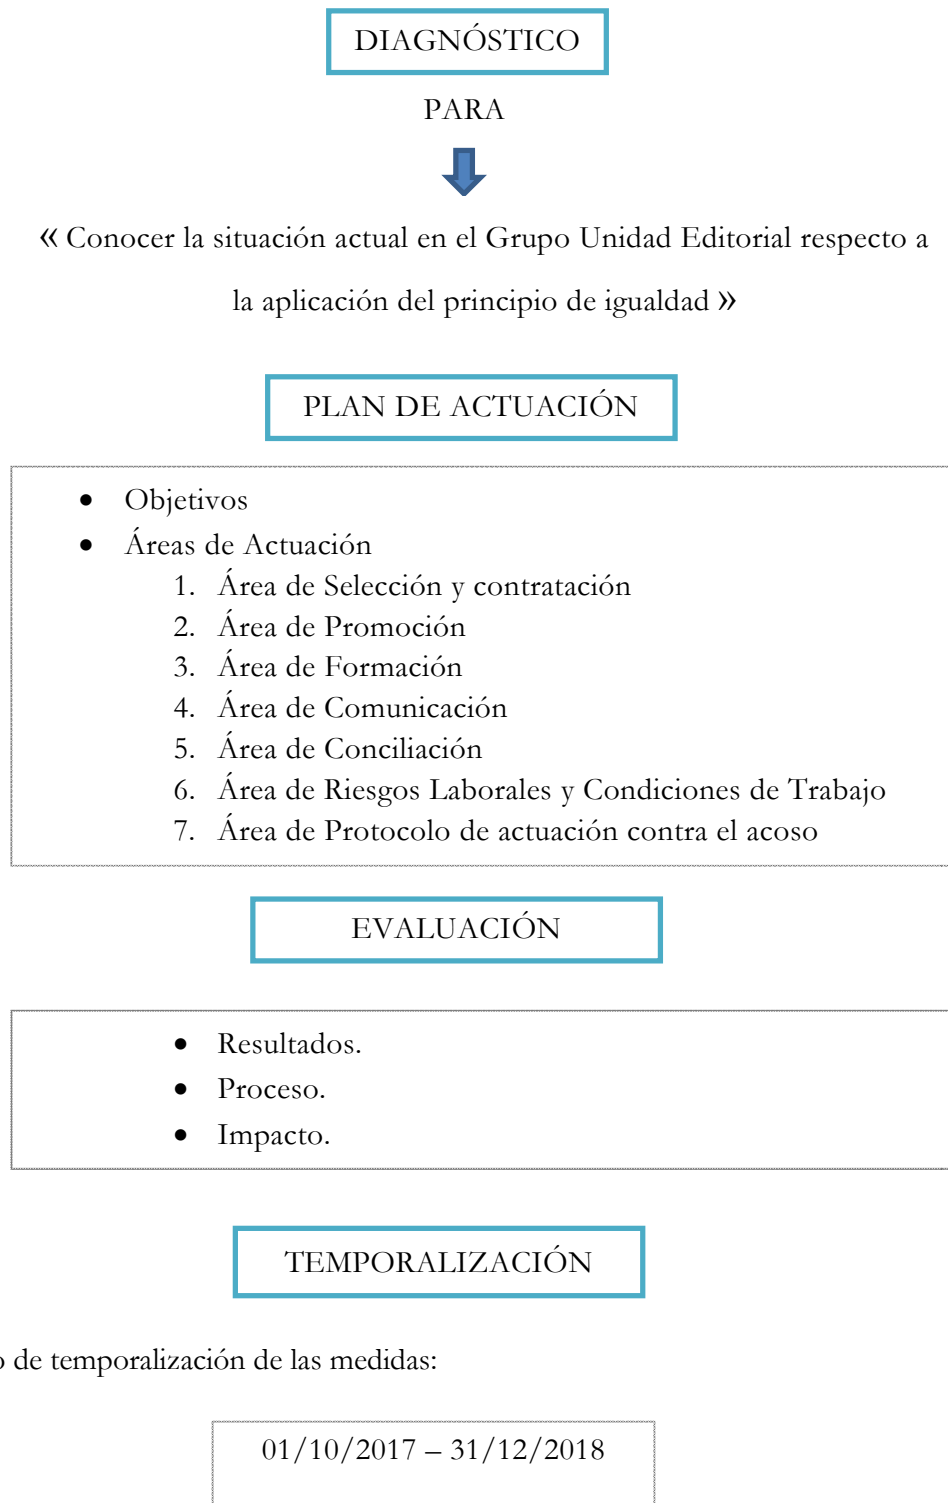 DIAGNÓSTICO
PARA
« Conocer la situación actual en el Grupo Unidad Editorial respecto a
la aplicación del principio de igualdad »
PLAN DE ACTUACIÓN
• Objetivos
• Áreas de Actuación
1. Área de Selección y contratación
2. Área de Promoción
3. Área de Formación
4. Área de Comunicación
5. Área de Conciliación
6. Área de Riesgos Laborales y Condiciones de Trabajo
7. Área de Protocolo de actuación contra el acoso
EVALUACIÓN
• Resultados.
• Proceso.
• Impacto.
TEMPORALIZACIÓN
de temporalización de las medidas:
01/10/2017 – 31/12/2018